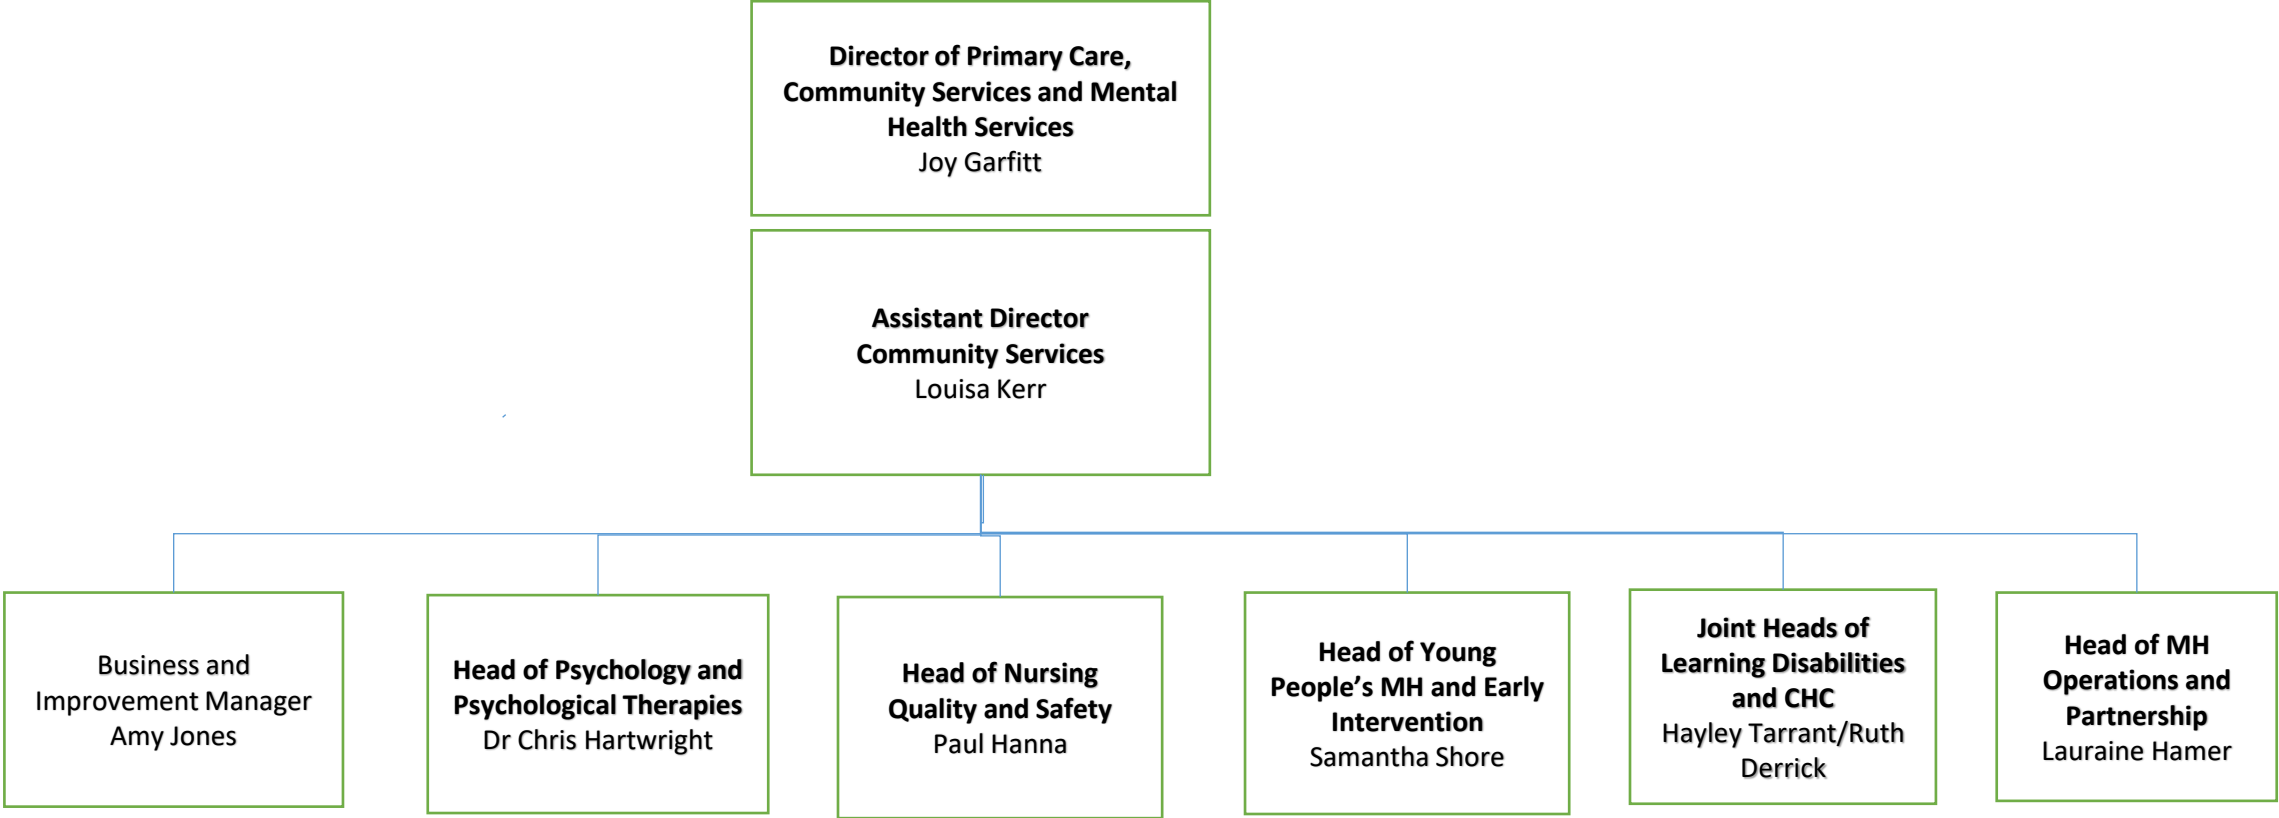 Director of Primary Care,
Community Services and Mental
Health Services
Joy Garfitt
Assistant Director
Community Services
Louisa Kerr
Business and
Improvement Manager
Amy Jones
Head of Psychology and
Psychological Therapies
Dr Chris Hartwright
Head of Nursing
Quality and Safety
Paul Hanna
Head of Young
People’s MH and Early
Intervention
Samantha Shore
Joint Heads of
Learning Disabilities
and CHC
Hayley Tarrant/Ruth
Derrick
Head of MH
Operations and
Partnership
Lauraine Hamer